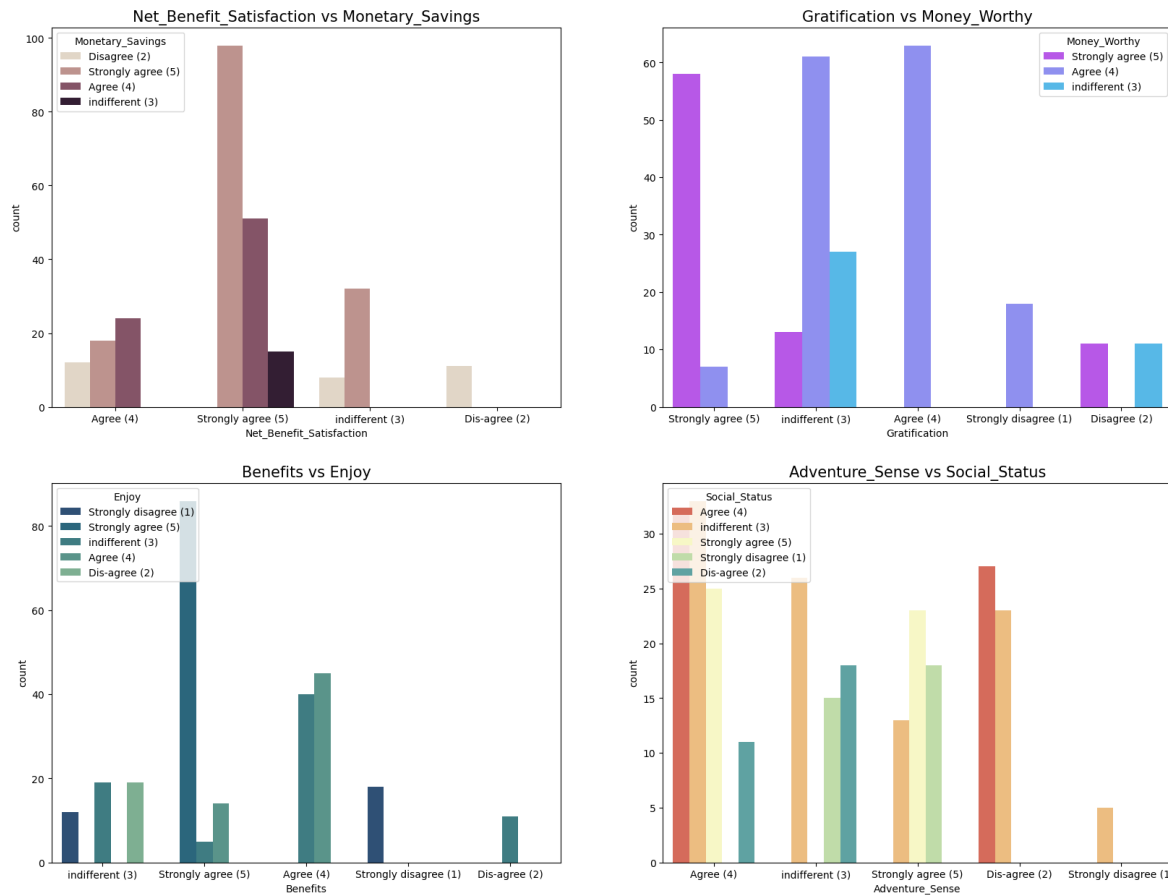 Net_Benefit_Satisfaction vs Monetary_Savings
Monetary_Savings
Disagree (2)
Strongly agree (5)
Agree (4)
indifferent (3)
100
80
60
40
20
0
count
Agree (4)
Strongly agree (5)
indifferent (3)
Dis-agree (2)
Net_Benefit_Satisfaction
Gratification vs Money_Worthy
Money_Worthy
Strongly agree (5)
Agree (4)
indifferent (3)
60
50
40
30
20
10
0
count
Strongly agree (5)
indifferent (3)
Agree (4)
Strongly disagree (1)
Disagree (2)
Gratification
Benefits vs Enjoy
Enjoy
Strongly disagree (1)
Strongly agree (5)
indifferent (3)
Agree (4)
Dis-agree (2)
80
60
40
20
0
count
indifferent (3)
Strongly agree (5)
Agree (4)
Strongly disagree (1)
Dis-agree (2)
Benefits
Adventure_Sense vs Social_Status
Social_Status
Agree (4)
indifferent (3)
Strongly agree (5)
Strongly disagree (1)
Dis-agree (2)
30
25
20
15
10
5
0
count
Agree (4)
indifferent (3)
Strongly agree (5)
Dis-agree (2)
Strongly disagree (1)
Adventure_Sense